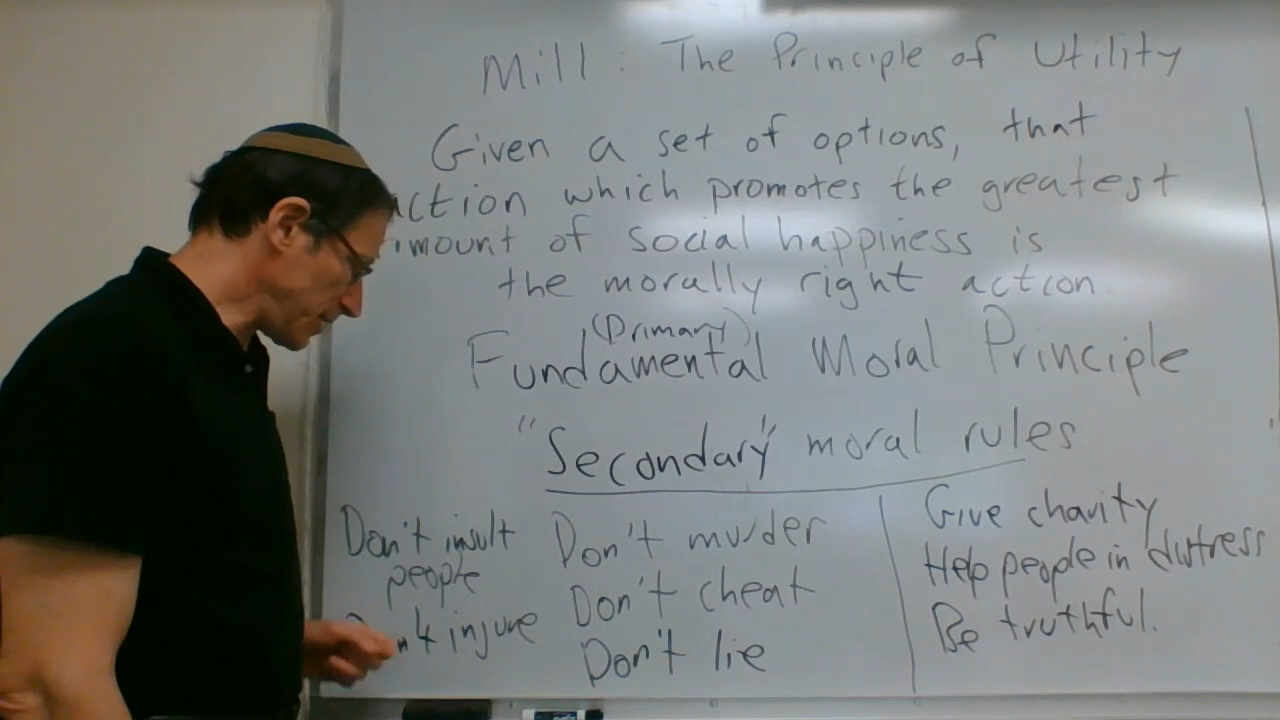 Mill : The Principle of Utility
Given a set of options, that
action which promotes the greatest
amount of social happiness is
the morally right action.
(Primary)
Fundamental Moral Principle
"Secondary" moral rules
Don't insult
people
Don't injure
Don't murder
Don't cheat
Don't lie
Give charity
Help people in distress
Be truthful.